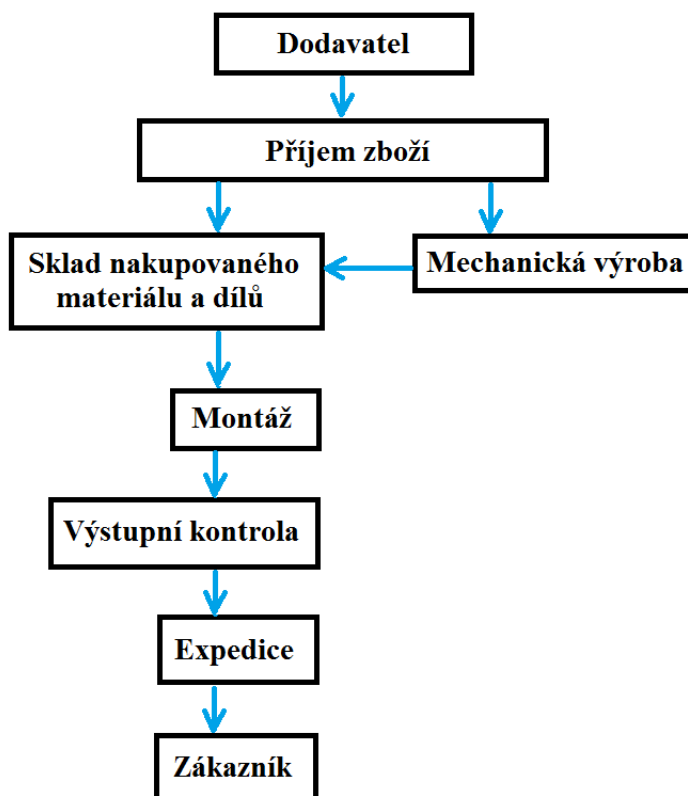 Dodavatel
Příjem zboží
Sklad nakupovaného
materiálu a dílů
Mechanická výroba
Montáž
Výstupní kontrola
Expedice
Zákazník